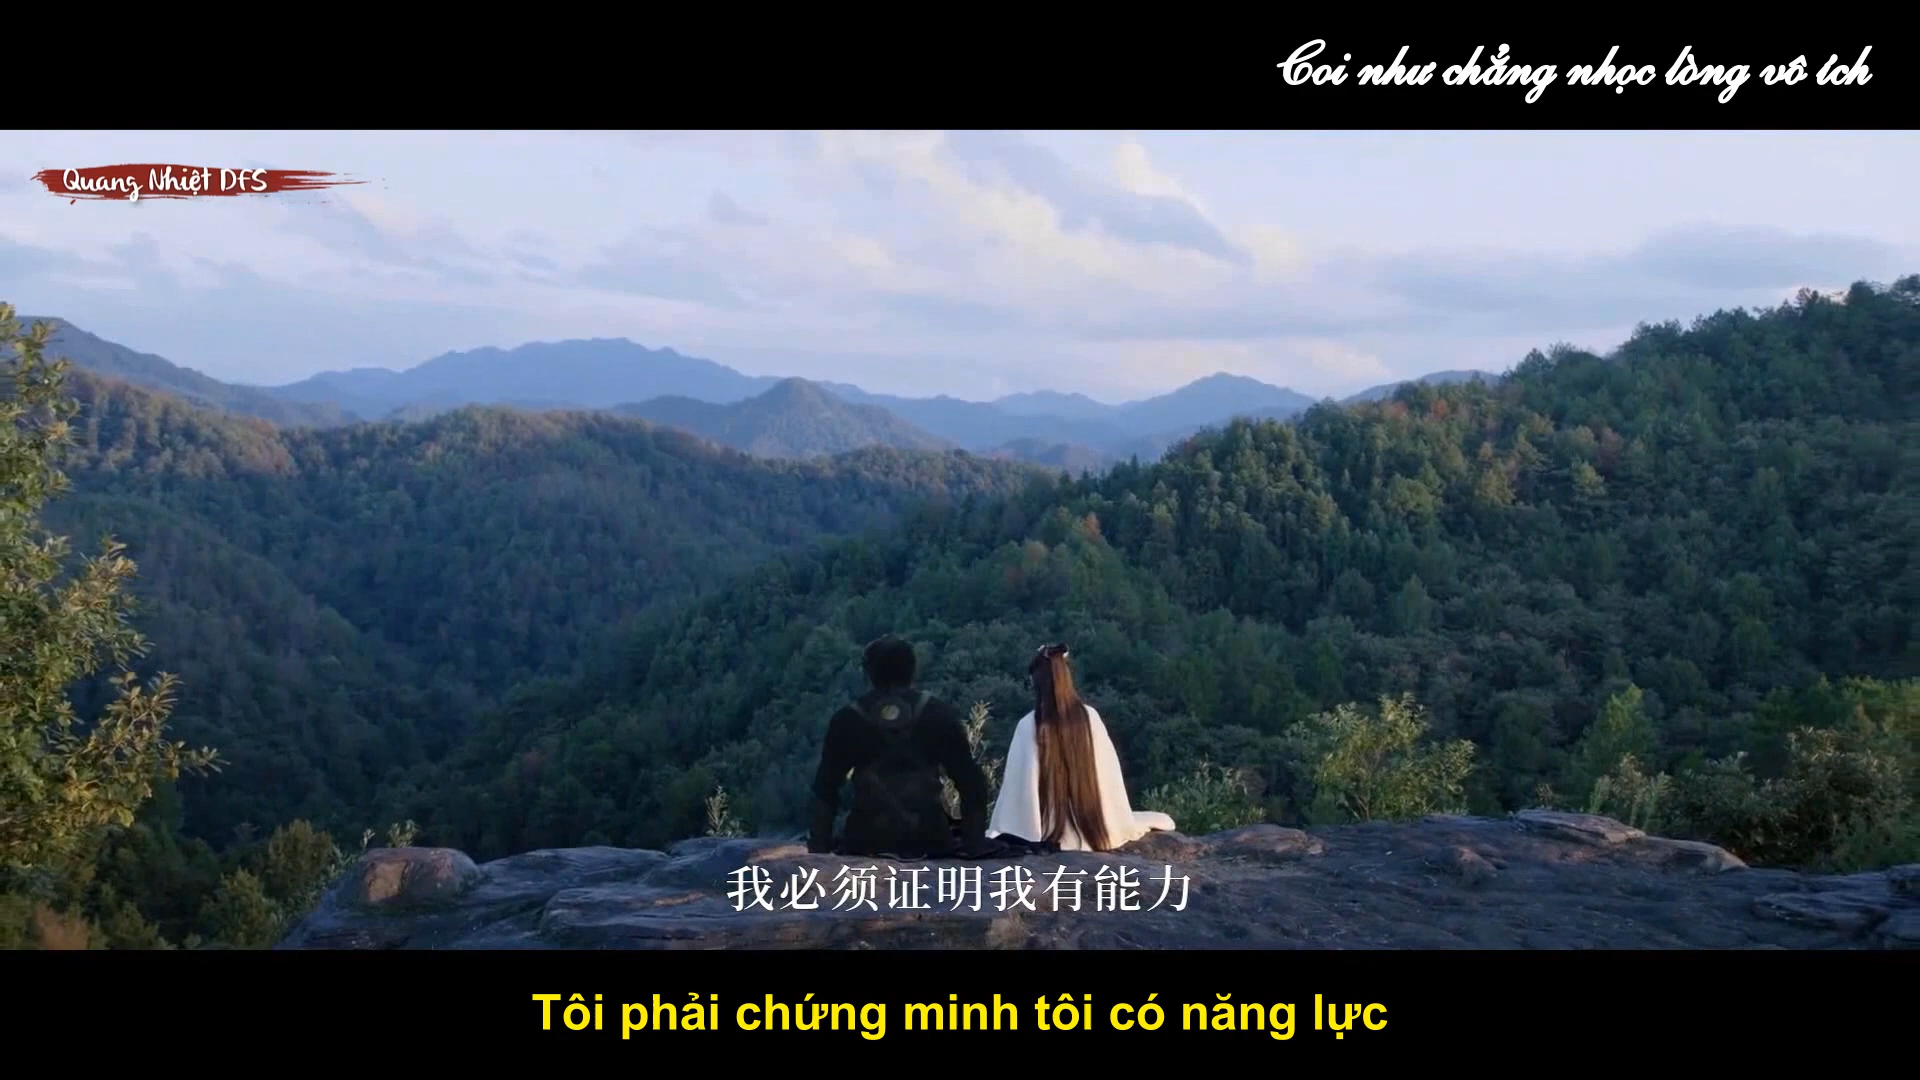 Coi như chẳng nhọc lòng vô ích
Quang Nhiệt DFS
我必须证明我有能力
Tôi phải chứng minh tôi có năng lực